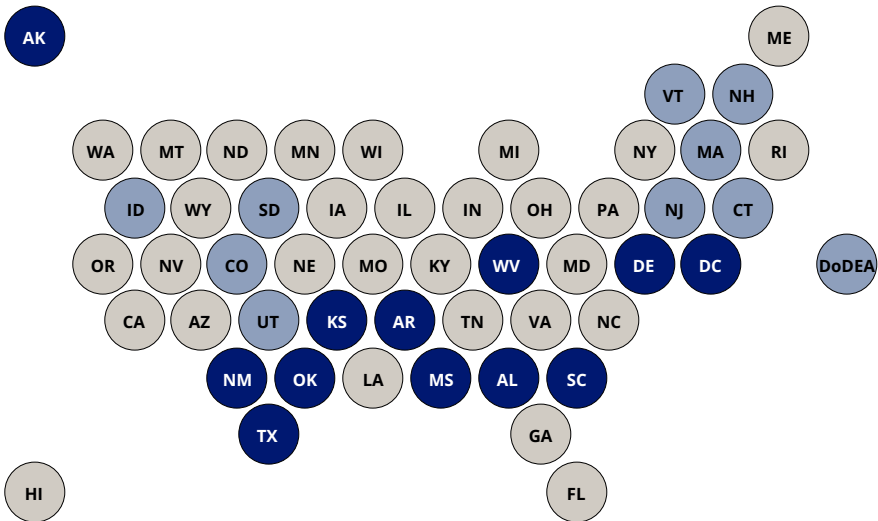 AK ME
VT NH
WA MT ND MN WI MI NY MA RI
ID WY SD IA IL IN OH PA NJ CT
OR NV CO NE MO KY WV MD DE DC DoDEA
CA AZ UT KS AR TN VA NC
NM OK LA MS AL SC
TX GA
HI FL